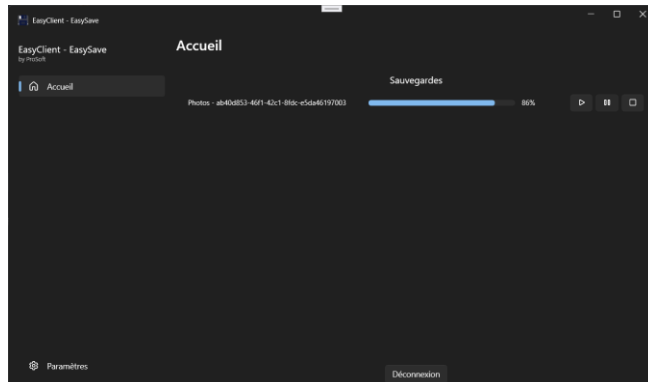 EasyClient - EasySave
EasyClient - EasySave
by ProSoft
Accueil
Accueil
Sauvegardes
Photos - ab40d853-46f1-42c1-8fdc-e5da46197003
86%
Paramètres
Déconnexion